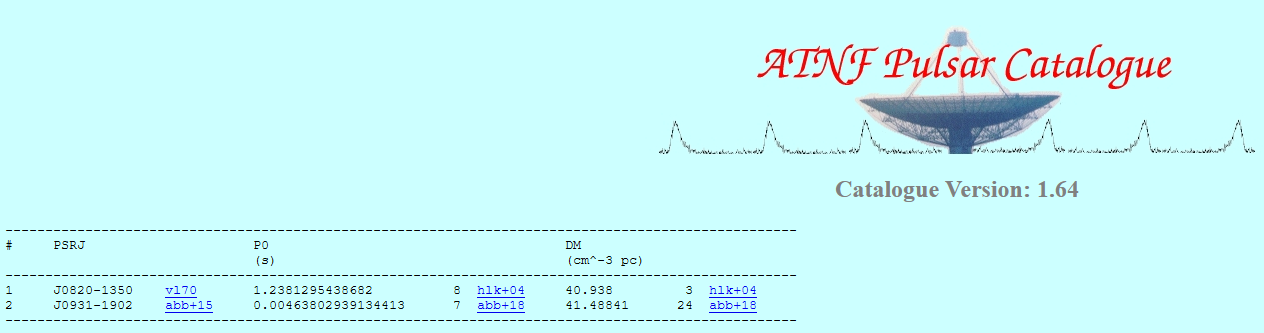 ATNF Pulsar Catalogue
Catalogue Version: 1.64
--------------------------------------------------------------------------------------------------
# PSRJ P0 DM
(s) (cm^-3 pc)
--------------------------------------------------------------------------------------------------
1 J0820-1350 vl70 1.2381295438682 8 hlk+04 40.938 3 hlk+04
2 J0931-1902 abb+15 0.00463802939134413 7 abb+18 41.48841 24 abb+18
--------------------------------------------------------------------------------------------------